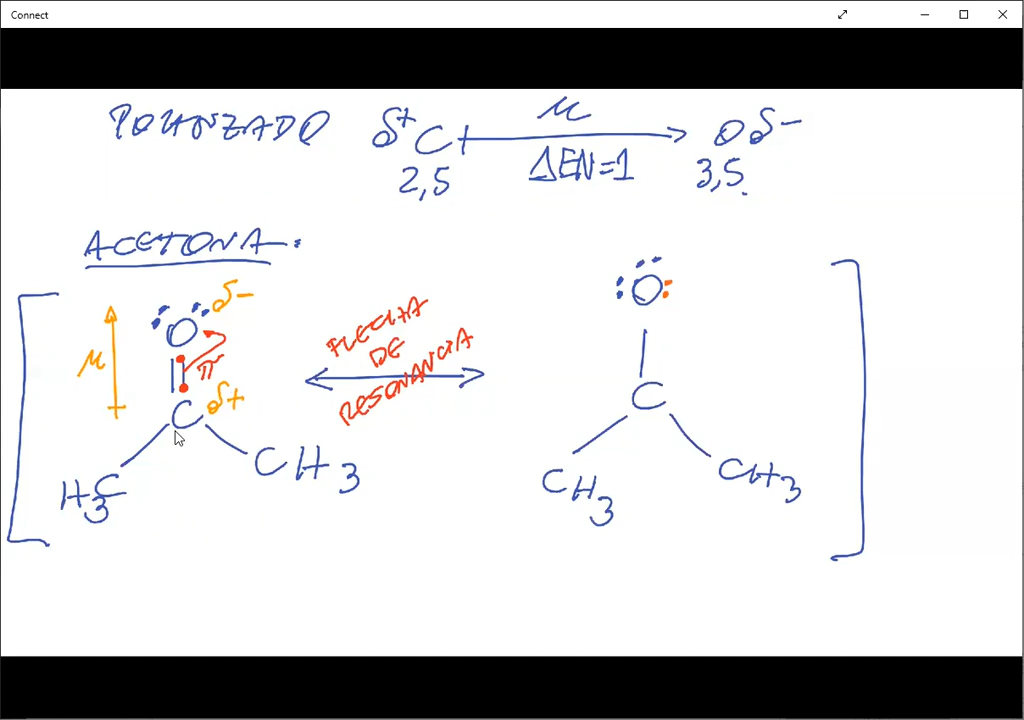 Connect
POLARIZADO δ+ C μ O δ-
2,5 ΔEN=1 3,5
ACETONA:
O δ-
μ π
C δ+
H3C CH3
FLECHA
DE
RESONANCIA
O
C
CH3 CH3